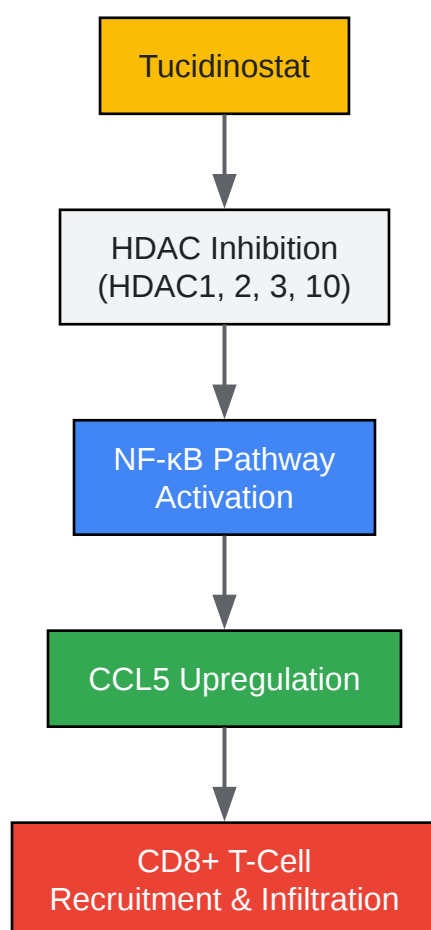 Tucidinostat
HDAC Inhibition
(HDAC1, 2, 3, 10)
NF-κB Pathway
Activation
CCL5 Upregulation
CD8+ T-Cell
Recruitment & Infiltration